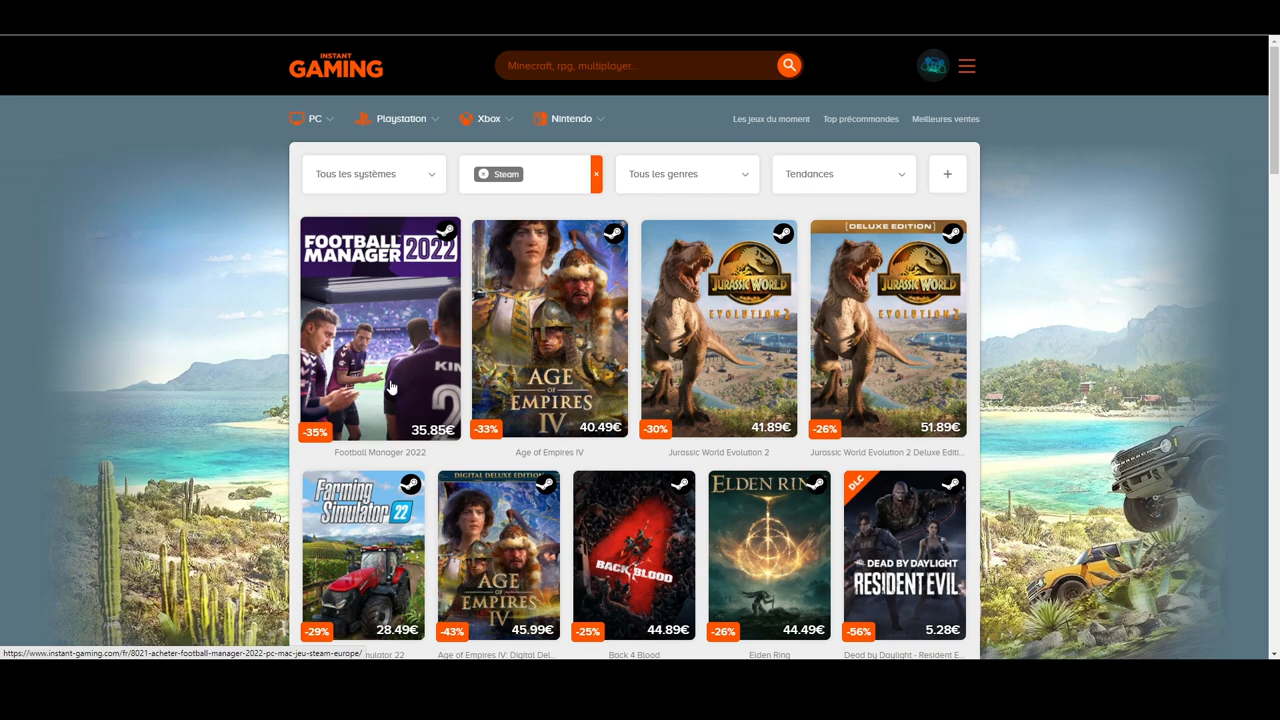 INSTANT
GAMING
Minecraft, rpg, multiplayer...
PC
Playstation
Xbox
Nintendo
Les jeux du moment
Top précommandes
Meilleures ventes
Tous les systèmes
Steam
×
Tous les genres
Tendances
+
FOOTBALL
MANAGER 2022
KIN
2
-35%
35.85€
Football Manager 2022
AGE
OF
EMPIRES
IV
-33%
40.49€
Age of Empires IV
JURASSIC WORLD
EVOLUTION 2
-30%
41.89€
Jurassic World Evolution 2
[DELUXE EDITION]
JURASSIC WORLD
EVOLUTION 2
-26%
51.89€
Jurassic World Evolution 2 Deluxe Editi...
Farming
Simulator 22
-29%
28.49€
nulator 22
DIGITAL DELUXE EDITION
AGE
OF
EMPIRES
IV
-43%
45.99€
Age of Empires IV: Digital Del...
4
BACK BLOOD
-25%
44.89€
Back 4 Blood
ELDEN RING
-26%
44.49€
Elden Ring
DLC
DEAD BY DAYLIGHT
RESIDENT EVIL
-56%
5.28€
Dead by Daylight - Resident E...
https://www.instant-gaming.com/fr/8021-acheter-football-manager-2022-pc-mac-jeu-steam-europe/